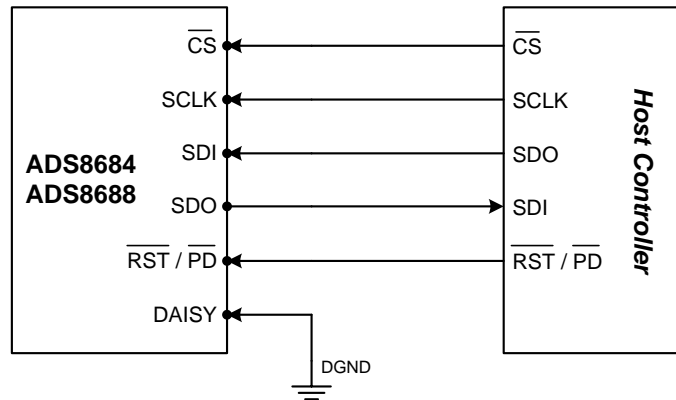 CS
SCLK
SDI
SDO
RST / PD
DAISY
ADS8684
ADS8688
DGND
CS
SCLK
SDO
SDI
RST / PD
Host Controller